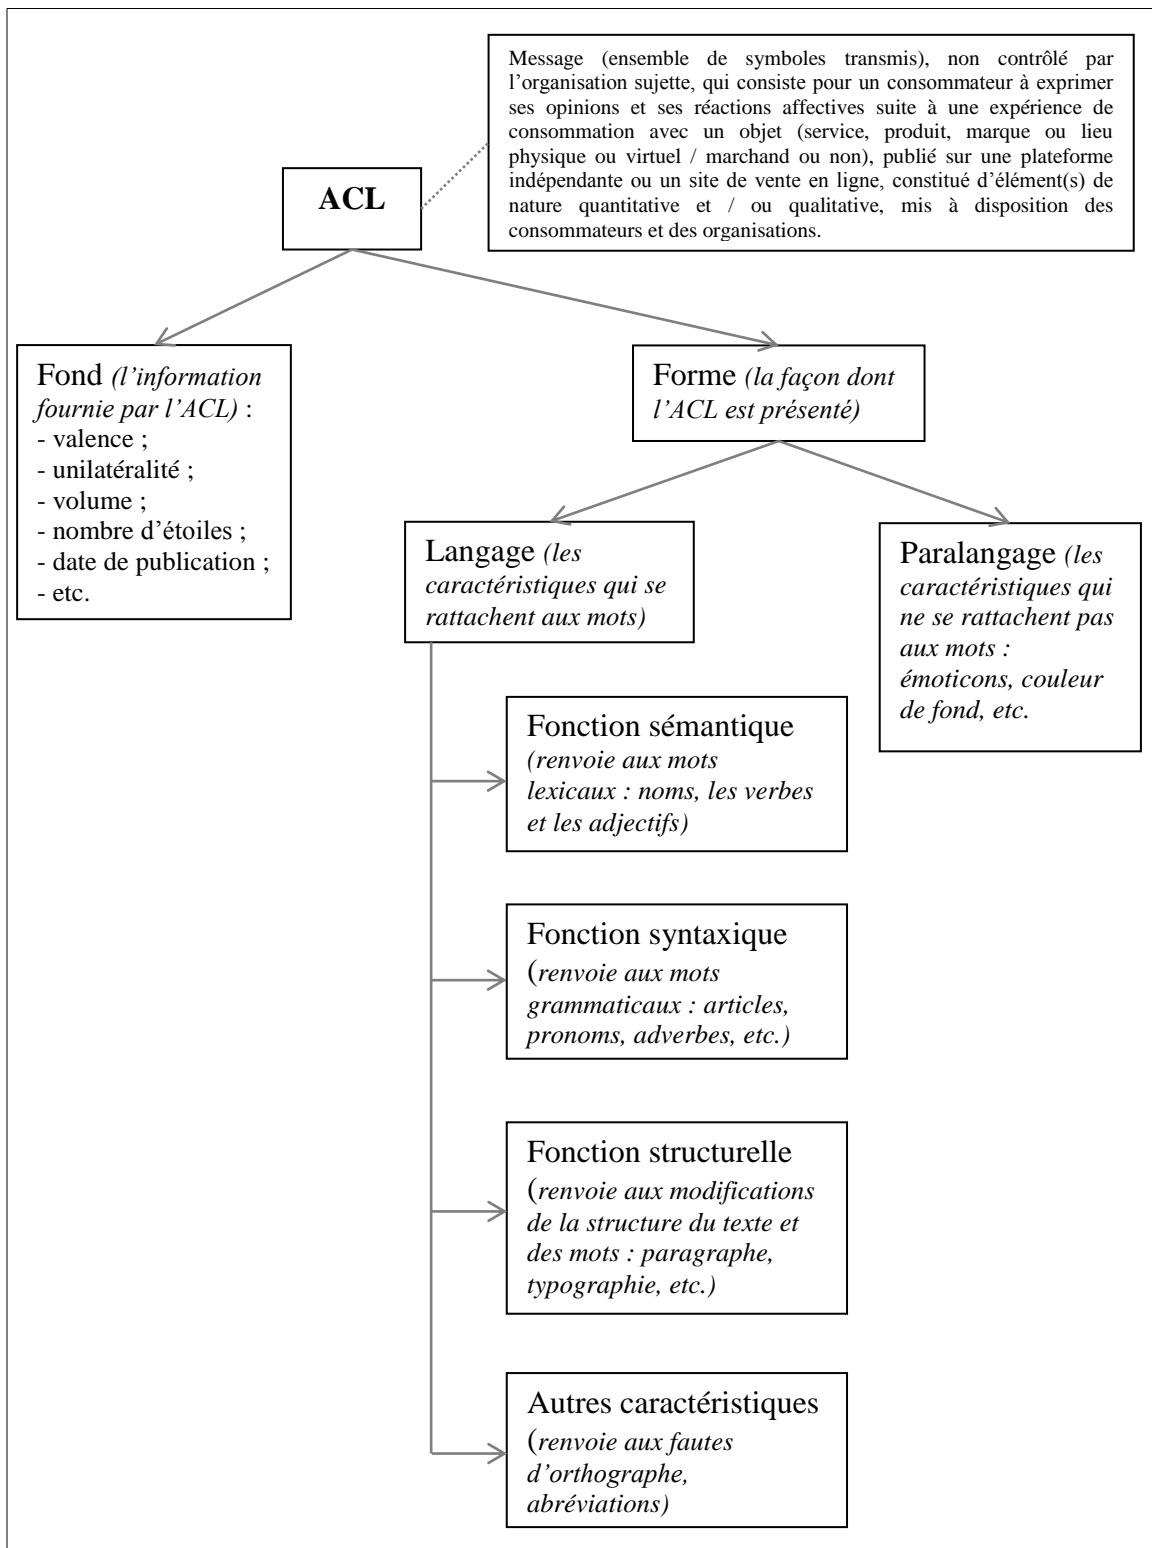 Message (ensemble de symboles transmis), non contrôlé par
l’organisation sujette, qui consiste pour un consommateur à exprimer
ses opinions et ses réactions affectives suite à une expérience de
consommation avec un objet (service, produit, marque ou lieu
physique ou virtuel / marchand ou non), publié sur une plateforme
indépendante ou un site de vente en ligne, constitué d’élément(s) de
nature quantitative et / ou qualitative, mis à disposition des
consommateurs et des organisations.
ACL
Fond (l’information
fournie par l’ACL) :
- valence ;
- unilatéralité ;
- volume ;
- nombre d’étoiles ;
- date de publication ;
- etc.
Forme (la façon dont
l’ACL est présenté)
Langage (les
caractéristiques qui se
rattachent aux mots)
Paralangage (les
caractéristiques qui
ne se rattachent pas
aux mots :
émoticons, couleur
de fond, etc.
Fonction sémantique
(renvoie aux mots
lexicaux : noms, les verbes
et les adjectifs)
Fonction syntaxique
(renvoie aux mots
grammaticaux : articles,
pronoms, adverbes, etc.)
Fonction structurelle
(renvoie aux modifications
de la structure du texte et
des mots : paragraphe,
typographie, etc.)
Autres caractéristiques
(renvoie aux fautes
d’orthographe,
abréviations)